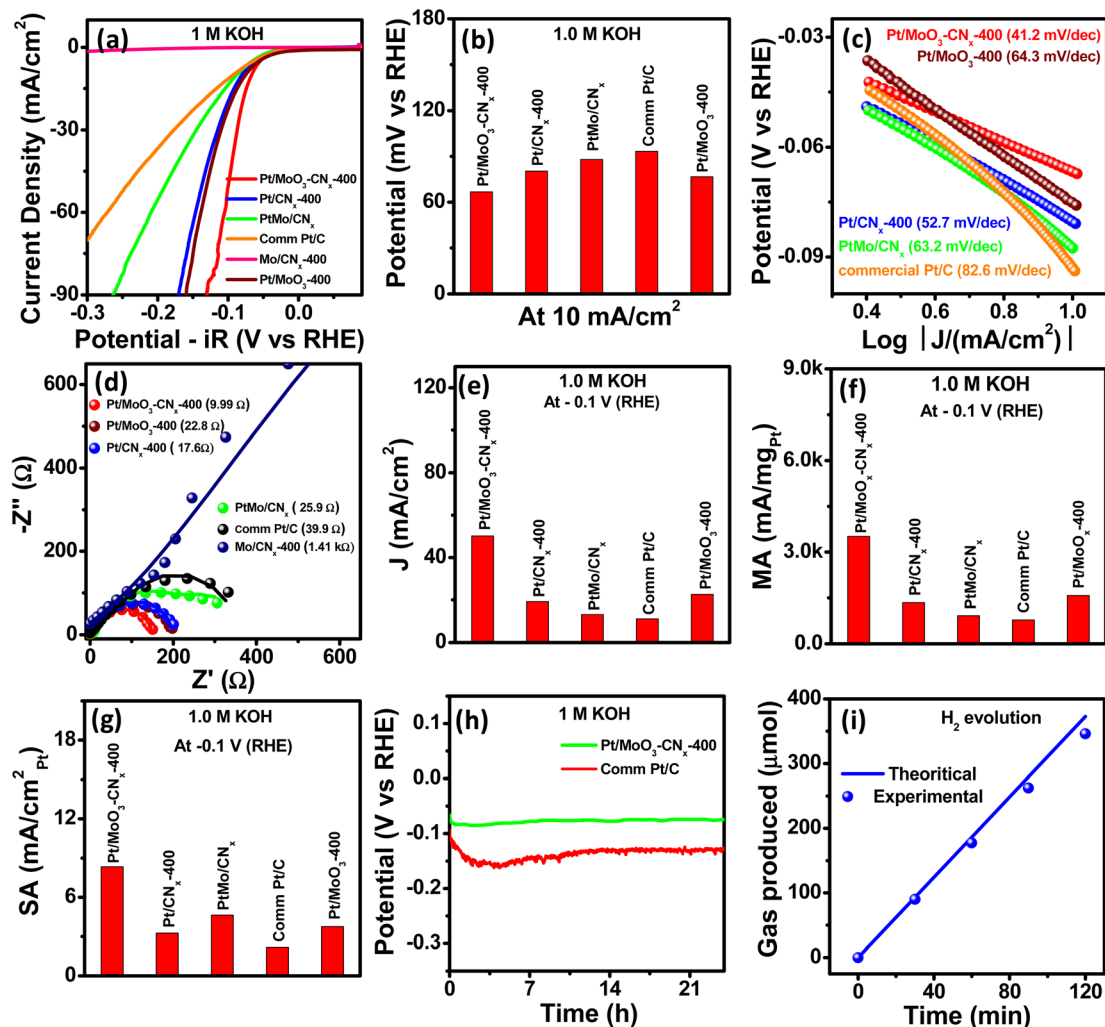 (a)
1 M KOH
Current Density (mA/cm²)
0
-30
-60
-90
Pt/MoO₃-CNₓ-400
Pt/CNₓ-400
PtMo/CNₓ
Comm Pt/C
Mo/CNₓ-400
Pt/MoO₃-400
-0.3 -0.2 -0.1 0.0
Potential - iR (V vs RHE)
(b)
1.0 M KOH
Potential (mV vs RHE)
180
120
60
0
Pt/MoO₃-CNₓ-400
Pt/CNₓ-400
PtMo/CNₓ
Comm Pt/C
Pt/MoO₃-400
At 10 mA/cm²
(c)
Pt/MoO₃-CNₓ-400 (41.2 mV/dec)
Pt/MoO₃-400 (64.3 mV/dec)
Potential (V vs RHE)
-0.03
-0.06
-0.09
Pt/CNₓ-400 (52.7 mV/dec)
PtMo/CNₓ (63.2 mV/dec)
commercial Pt/C (82.6 mV/dec)
0.4 0.6 0.8 1.0
Log |J/(mA/cm²)|
(d)
-Z" (Ω)
600
400
200
0
Pt/MoO₃-CNₓ-400 (9.99 Ω)
Pt/MoO₃-400 (22.8 Ω)
Pt/CNₓ-400 ( 17.6Ω)
PtMo/CNₓ ( 25.9 Ω)
comm Pt/C (39.9 Ω)
Mo/CNₓ-400 (1.41 kΩ)
0 200 400 600
Z' (Ω)
(e)
1.0 M KOH
At - 0.1 V (RHE)
J (mA/cm²)
120
80
40
0
Pt/MoO₃-CNₓ-400
Pt/CNₓ-400
PtMo/CNₓ
Comm Pt/C
Pt/MoO₃-400
(f)
1.0 M KOH
At - 0.1 V (RHE)
MA (mA/mg_Pt)
9.0k
6.0k
3.0k
0.0
Pt/MoOₓ-CNₓ-400
Pt/CNₓ-400
PtMo/CNₓ
Comm Pt/C
Pt/MoOₓ-400
(g)
1.0 M KOH
At -0.1 V (RHE)
SA (mA/cm²_Pt)
18
12
6
0
Pt/MoO₃-CNₓ-400
Pt/CNₓ-400
PtMo/CNₓ
Comm Pt/C
Pt/MoO₃-400
(h)
1 M KOH
Potential (V vs RHE)
0.1
0.0
-0.1
-0.2
-0.3
Pt/MoO₃-CNₓ-400
Comm Pt/C
0 7 14 21
Time (h)
(i)
H₂ evolution
Gas produced (μmol)
400
300
200
100
0
Theoritical
Experimental
0 40 80 120
Time (min)